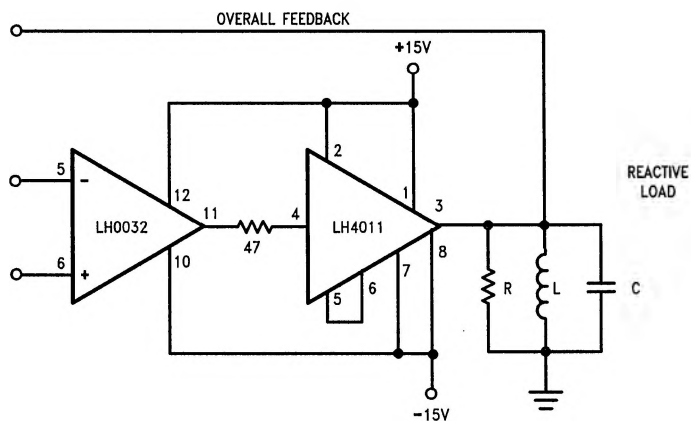 OVERALL FEEDBACK
+15V
2
5
-
12
1
3
REACTIVE
LOAD
LH0032
11
4
LH4011
47
8
6
+
10
7
5
6
R
L
C
-15V